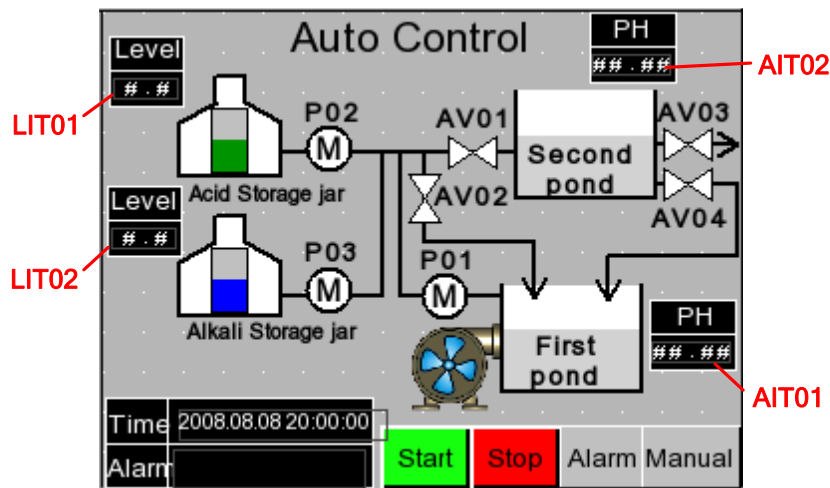 Auto Control
Level
#.#
LIT01
PH
##.##
AIT02
P02
M
AV01
AV03
Second
pond
Acid Storage jar
AV02
AV04
Level
#.#
LIT02
P03
M
P01
M
Alkali Storage jar
First
pond
PH
##.##
AIT01
Time
2008.08.08 20:00:00
Alarm
Start
Stop
Alarm
Manual